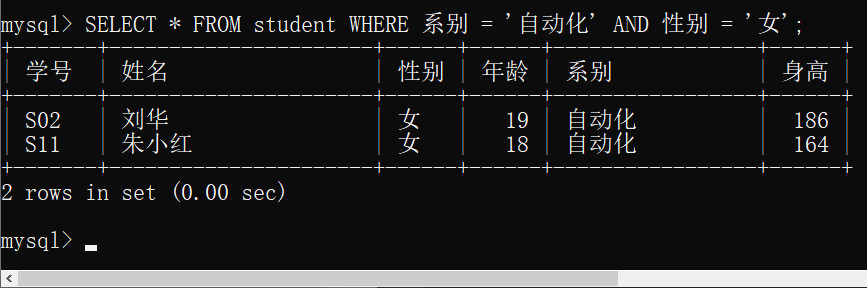 mysql> SELECT * FROM student WHERE 系别 = '自动化' AND 性别 = '女';
+------+-----------------+------+------+------------------+------+
| 学号 | 姓名 | 性别 | 年龄 | 系别 | 身高 |
+------+-----------------+------+------+------------------+------+
| S02 | 刘华 | 女 | 19 | 自动化 | 186 |
| S11 | 朱小红 | 女 | 18 | 自动化 | 164 |
+------+-----------------+------+------+------------------+------+
2 rows in set (0.00 sec)
mysql>